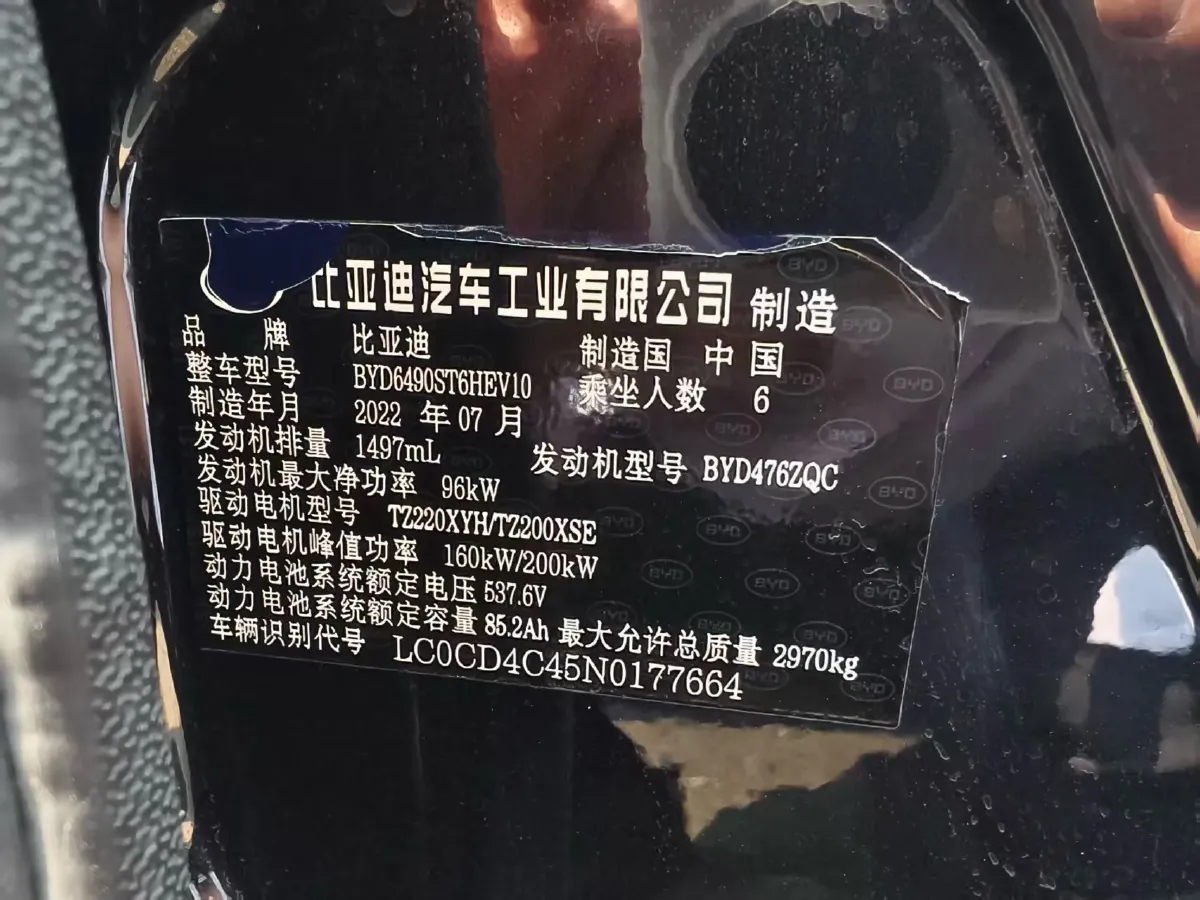 比亚迪汽车工业有限公司 制造
品 牌 比亚迪 制造国 中国
整车型号 BYD6490ST6HEV10 乘坐人数 6
制造年月 2022 年 07 月
发动机排量 1497mL 发动机型号 BYD476ZQC
发动机最大净功率 96kW
驱动电机型号 TZ220XYH/TZ200XSE
驱动电机峰值功率 160kW/200kW
动力电池系统额定电压 537.6V
动力电池系统额定容量 85.2Ah 最大允许总质量 2970kg
车辆识别代号 LC0CD4C45N0177664